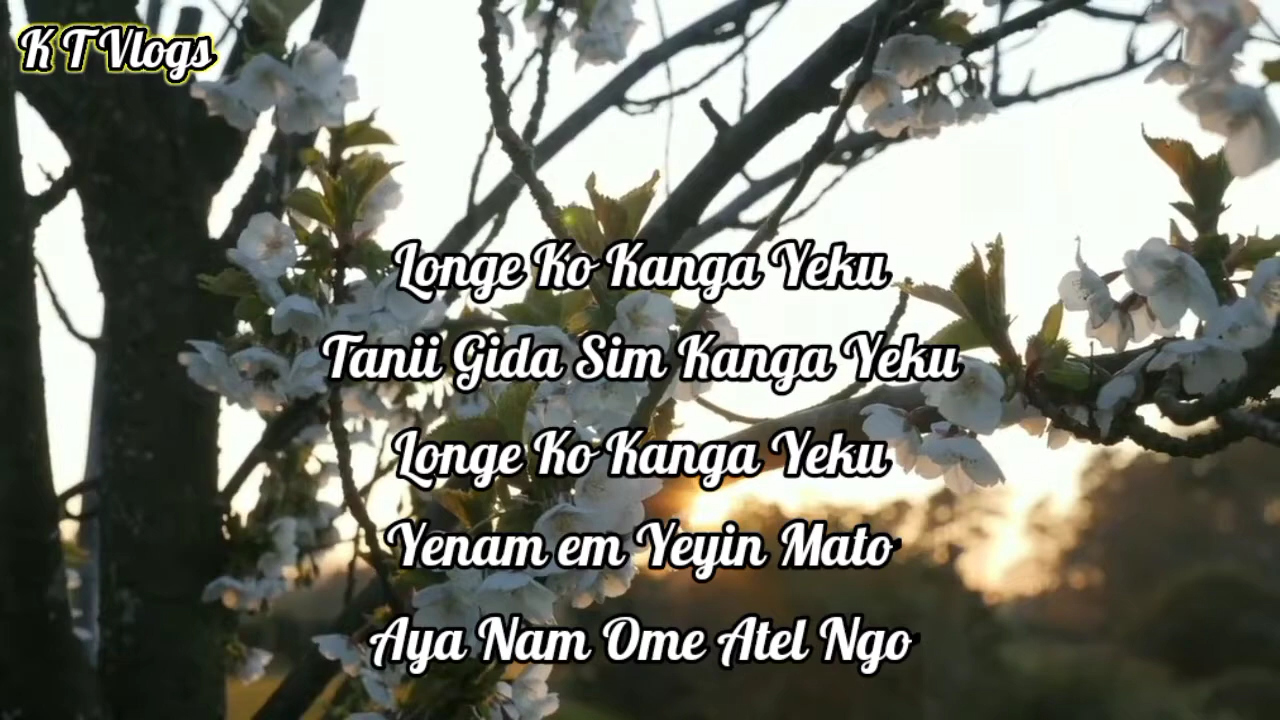 K T Vlogs
Longe Ko Kanga Yeku
Tanii Gida Sim Kanga Yeku
Longe Ko Kanga Yeku
Yenam em Yeyin Mato
Aya Nam Ome Atel Ngo